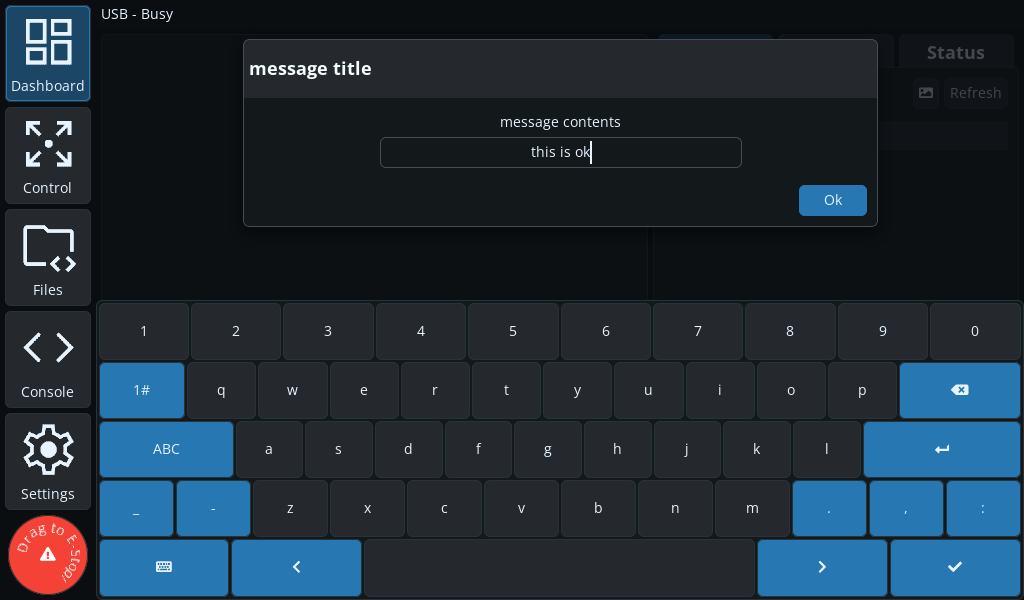 USB - Busy
Dashboard
Control
Files
Console
Settings
Drag to E-Stop!
message title
message contents
this is ok
Ok
Status
Refresh
1 2 3 4 5 6 7 8 9 0
1# q w e r t y u i o p
ABC a s d f g h j k l
_ - z x c v b n m . , :